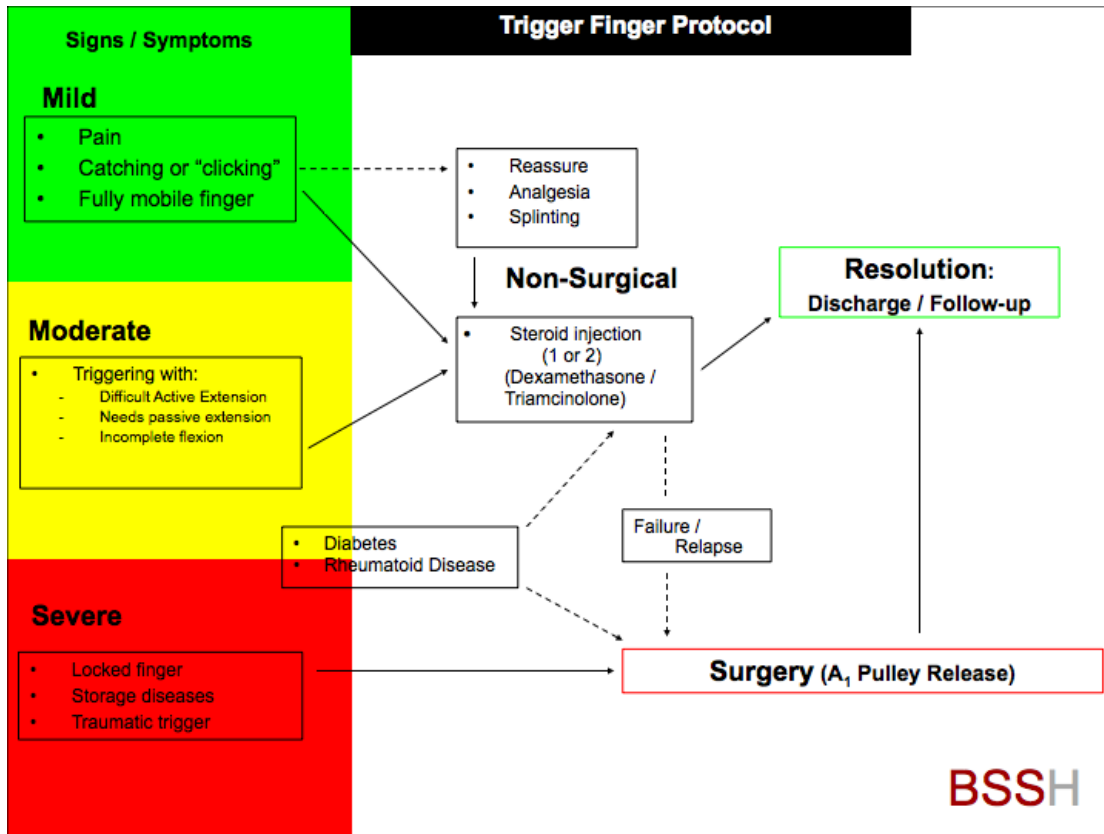 Trigger Finger Protocol
Signs / Symptoms
Mild
• Pain
• Catching or “clicking”
• Fully mobile finger
• Reassure
• Analgesia
• Splinting
Non-Surgical
Resolution:
Discharge / Follow-up
Moderate
• Triggering with:
- Difficult Active Extension
- Needs passive extension
- Incomplete flexion
• Steroid injection
(1 or 2)
(Dexamethasone /
Triamcinolone)
• Diabetes
• Rheumatoid Disease
Failure /
Relapse
Severe
• Locked finger
• Storage diseases
• Traumatic trigger
Surgery (A₁ Pulley Release)
BSSH